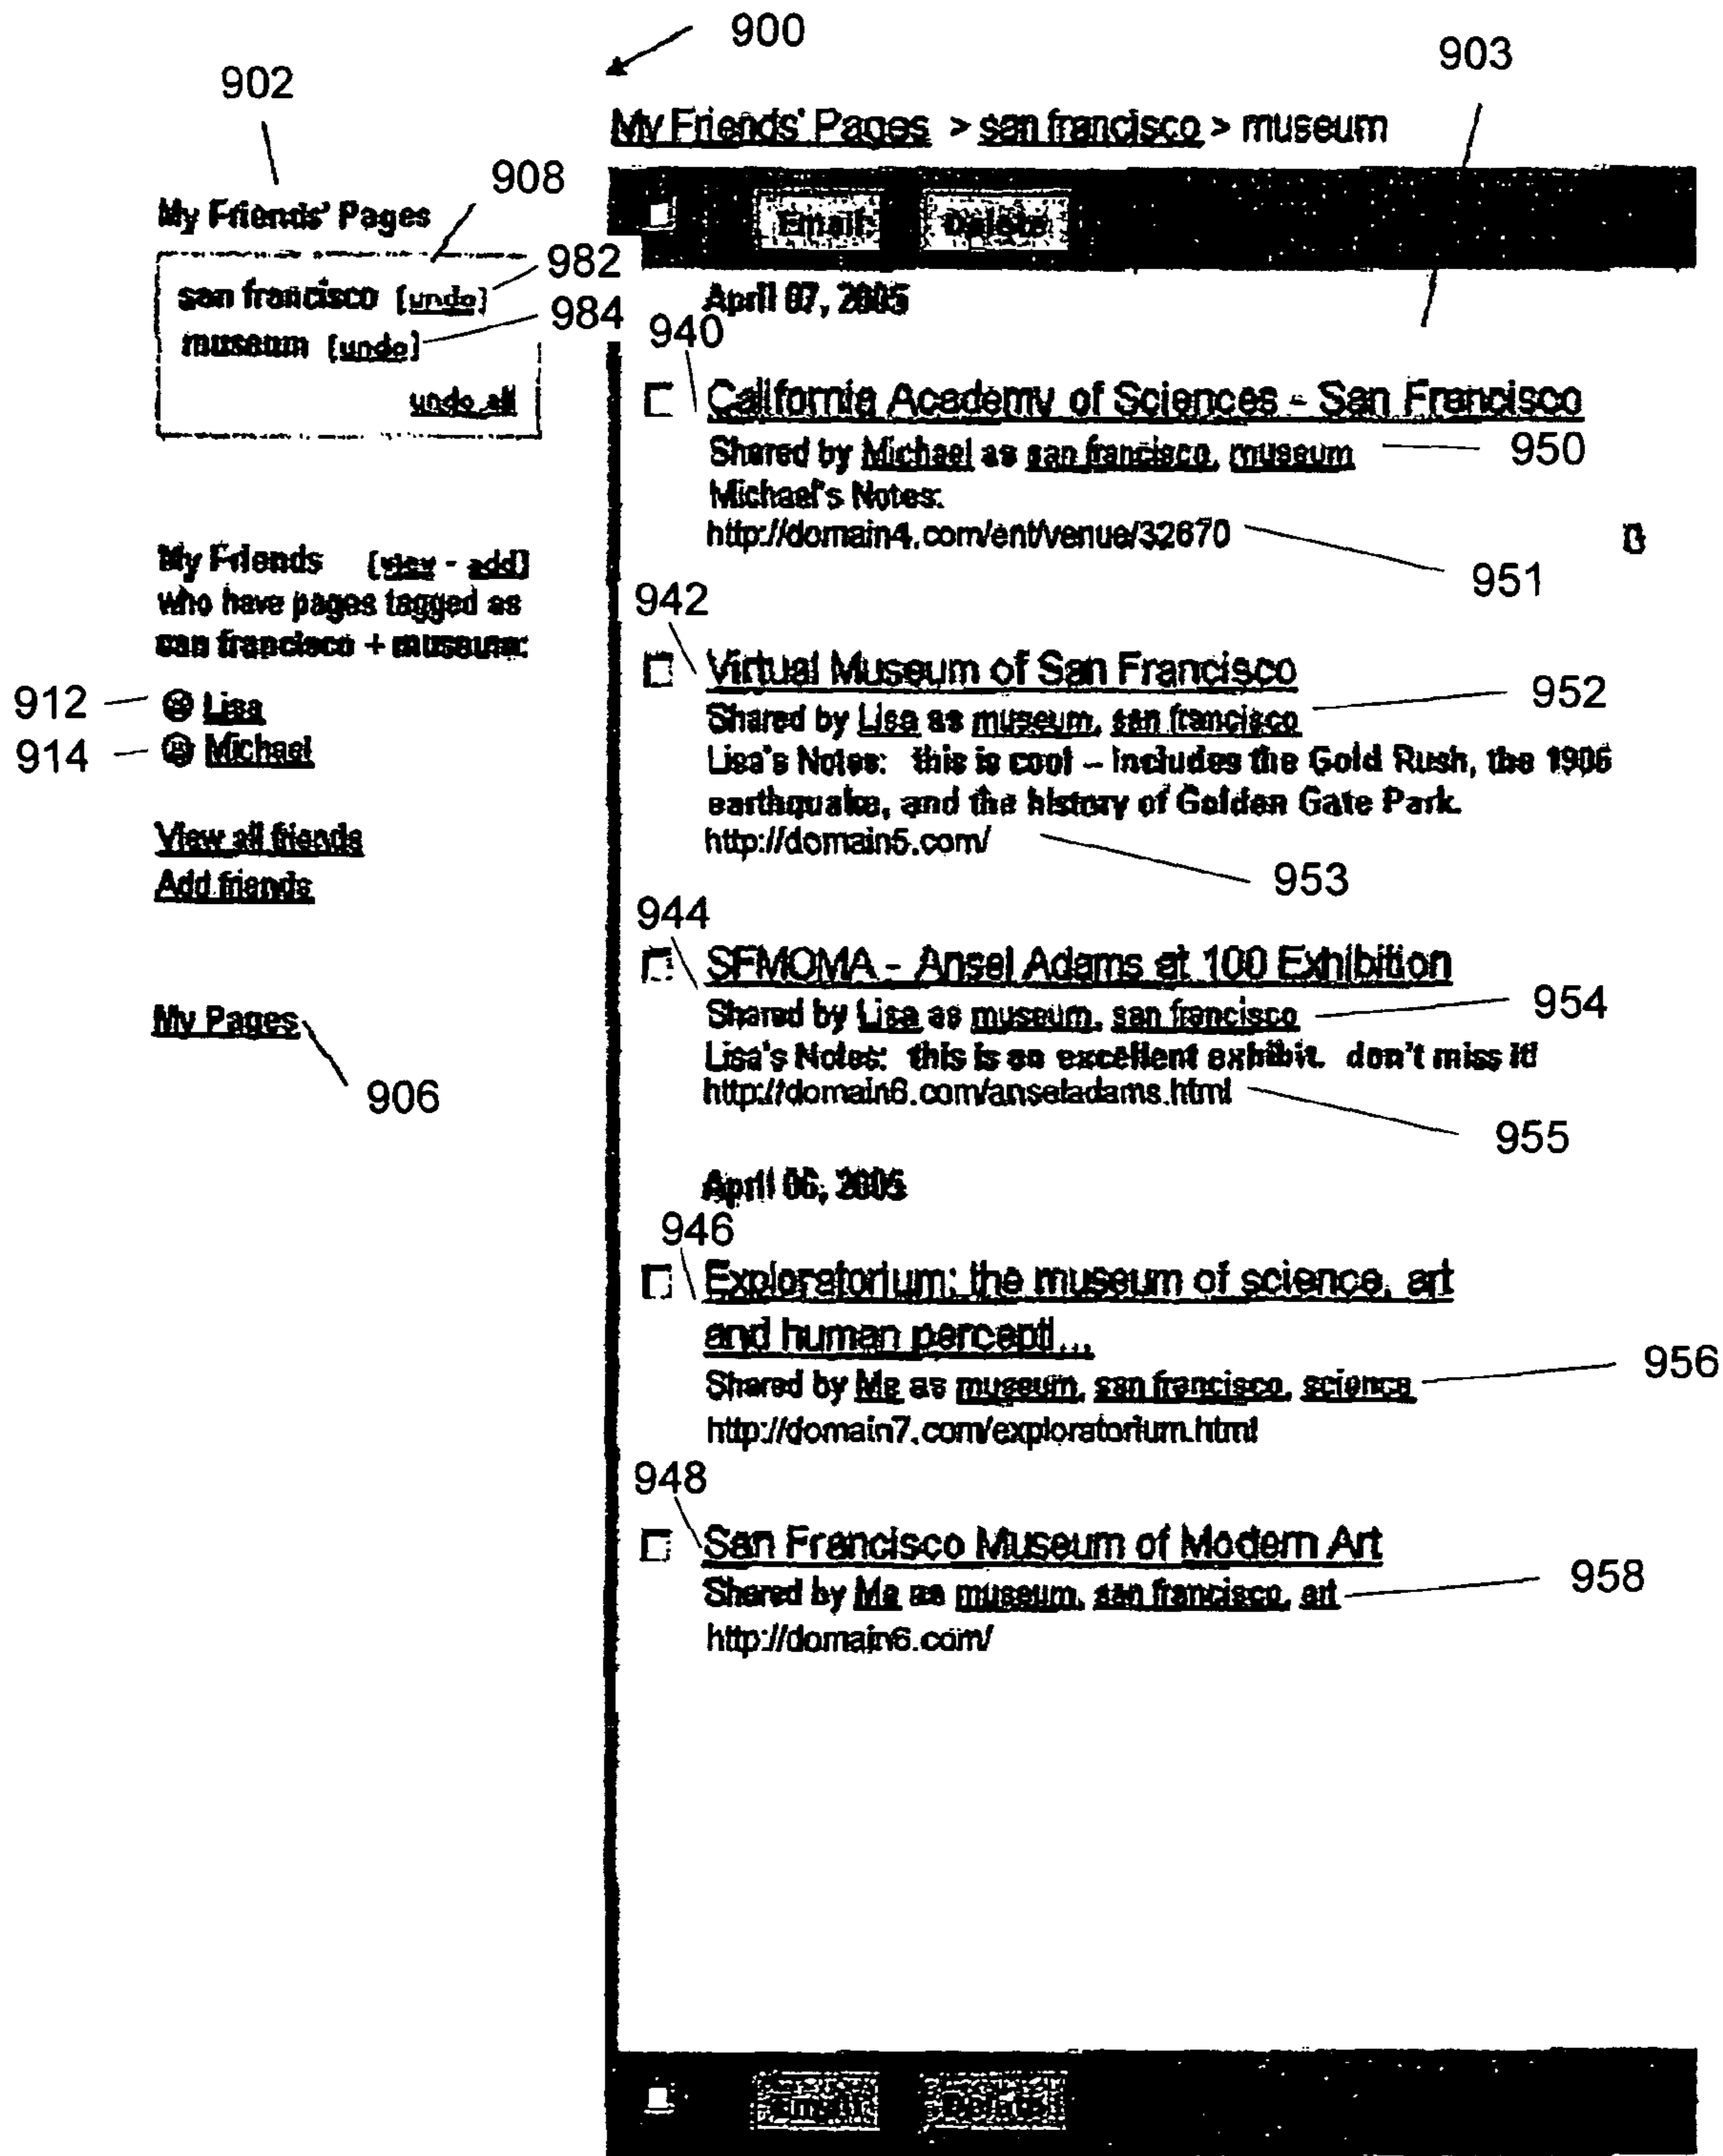 900
903
902
My Friends' Pages > san francisco > museum
908
My Friends' Pages
Email Delete
982
san francisco [undo]
984
museum [undo]
undo all
April 07, 2005
940
California Academy of Sciences - San Francisco
Shared by Michael as san francisco, museum
950
Michael's Notes:
http://domain4.com/ent/venue/32670
951
My Friends [view - add]
who have pages tagged as
san francisco + museum:
912 Lisa
914 Michael
View all friends
Add friends
My Pages
906
942
Virtual Museum of San Francisco
952
Shared by Lisa as museum, san francisco
Lisa's Notes: this is cool – includes the Gold Rush, the 1906
earthquake, and the history of Golden Gate Park.
http://domain5.com/
953
944
SFMOMA - Ansel Adams at 100 Exhibition
954
Shared by Lisa as museum, san francisco
Lisa's Notes: this is an excellent exhibit. don't miss it!
http://domain6.com/anseladams.html
955
April 06, 2005
946
Exploratorium: the museum of science, art
and human percepti...
956
Shared by Me as museum, san francisco, science
http://domain7.com/exploratorium.html
948
San Francisco Museum of Modern Art
958
Shared by Me as museum, san francisco, art
http://domain6.com/
Email Delete